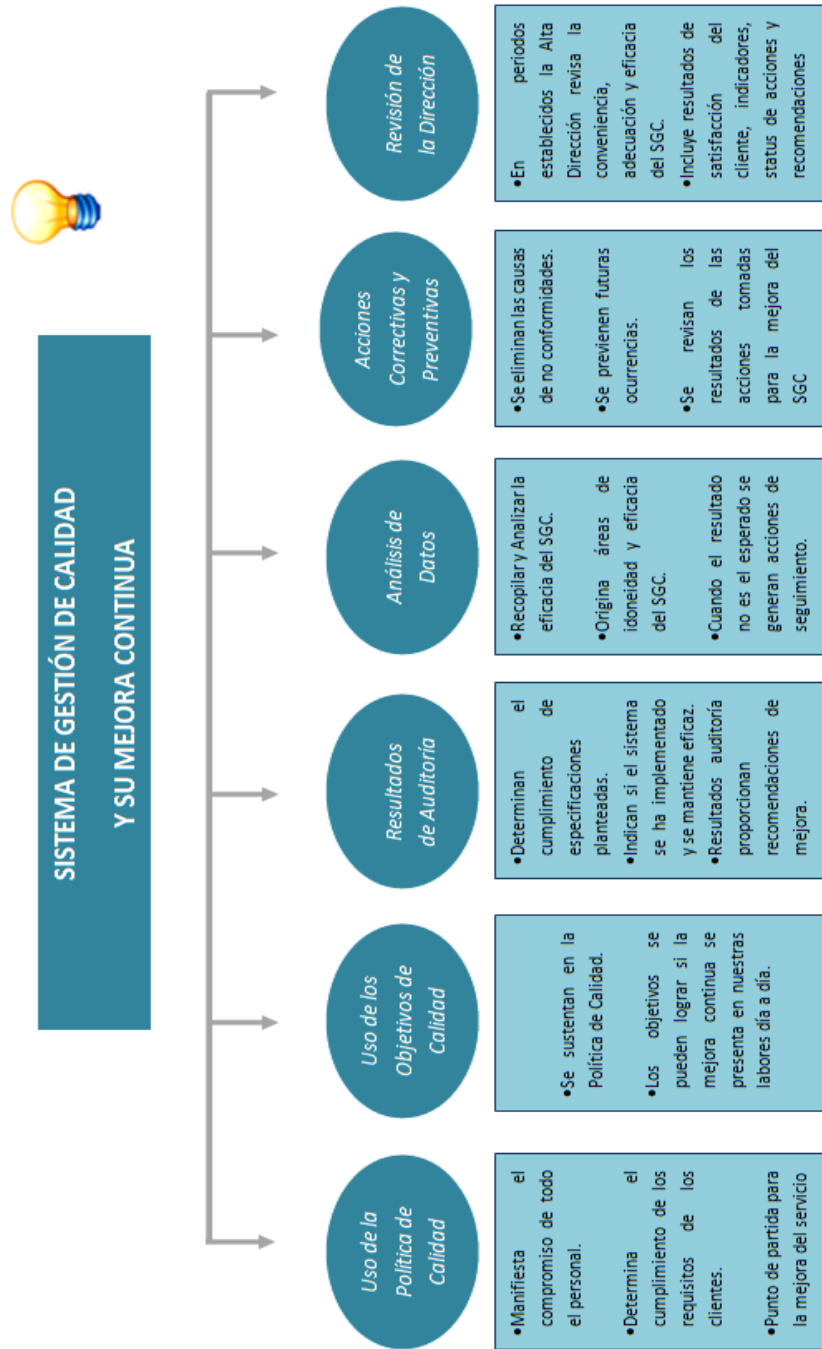 SISTEMA DE GESTIÓN DE CALIDAD
Y SU MEJORA CONTINUA
Uso de la
Política de
Calidad
•Manifiesta el
compromiso de todo
el personal.
•Determina el
cumplimiento de los
requisitos de los
clientes.
•Punto de partida para
la mejora del servicio
Uso de los
Objetivos de
Calidad
•Se sustentan en la
Política de Calidad.
•Los objetivos se
pueden lograr si la
mejora continua se
presenta en nuestras
labores día a día.
Resultados
de Auditoría
•Determinan el
cumplimiento de
especificaciones
planteadas.
•Indican si el sistema
se ha implementado
y se mantiene eficaz.
•Resultados auditoría
proporcionan
recomendaciones de
mejora.
Análisis de
Datos
•Recopilar y Analizar la
eficacia del SGC.
•Origina áreas de
idoneidad y eficacia
del SGC.
•Cuando el resultado
no es el esperado se
generan acciones de
seguimiento.
Acciones
Correctivas y
Preventivas
•Se eliminan las causas
de no conformidades.
•Se previenen futuras
ocurrencias.
•Se revisan los
resultados de las
acciones tomadas
para la mejora del
SGC
Revisión de
la Dirección
•En periodos
establecidos la Alta
Dirección revisa la
conveniencia,
adecuación y eficacia
del SGC.
•Incluye resultados de
satisfacción del
cliente, indicadores,
status de acciones y
recomendaciones